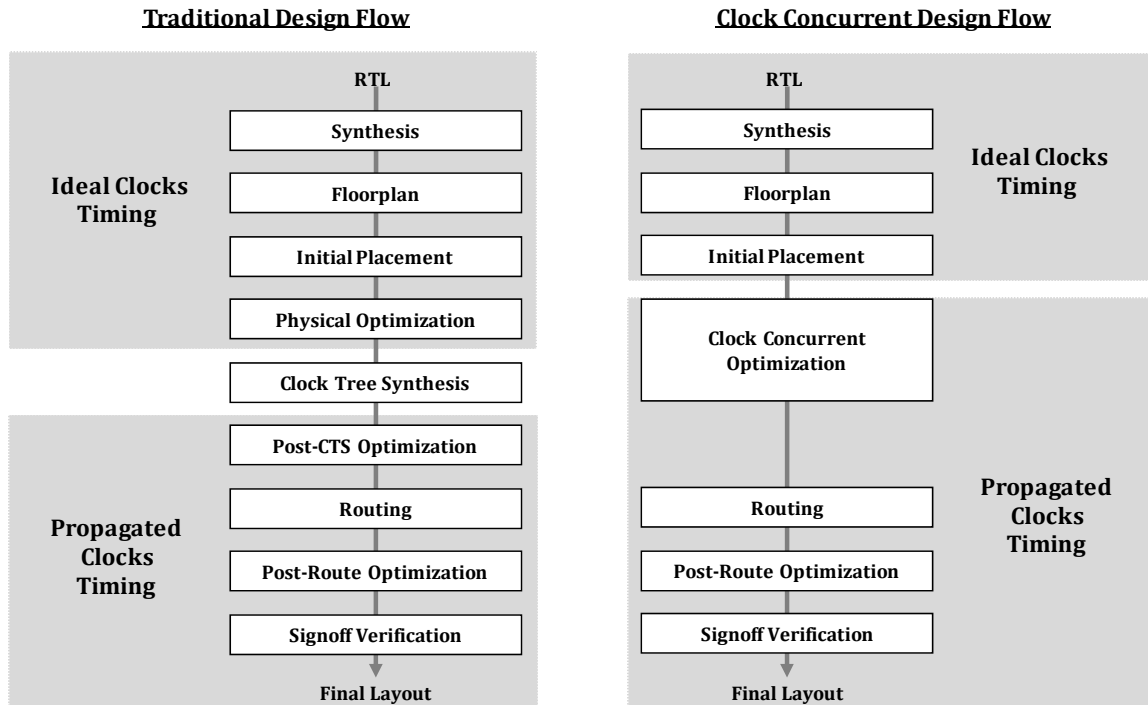 Traditional Design Flow
RTL
Synthesis
Floorplan
Initial Placement
Physical Optimization
Clock Tree Synthesis
Post-CTS Optimization
Routing
Post-Route Optimization
Signoff Verification
Final Layout
Ideal Clocks
Timing
Propagated
Clocks
Timing
Clock Concurrent Design Flow
RTL
Synthesis
Floorplan
Initial Placement
Clock Concurrent
Optimization
Routing
Post-Route Optimization
Signoff Verification
Final Layout
Ideal Clocks
Timing
Propagated
Clocks
Timing